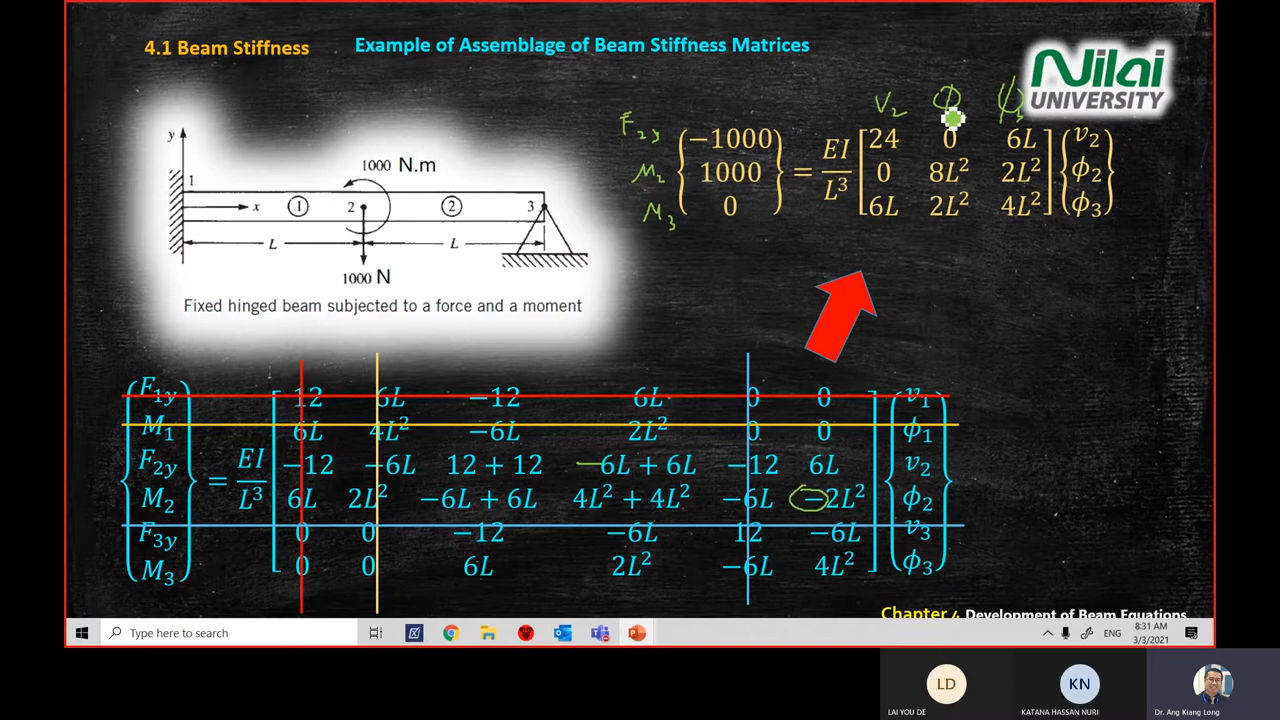 4.1 Beam Stiffness
Example of Assemblage of Beam Stiffness Matrices
Nilai
UNIVERSITY
V₂ ϕ
F₂y
M₂
M₃
{−1000 1000 0} = EI/L³ [24 0 6L
0 8L² 2L²
6L 2L² 4L²] {v₂ ϕ₂ ϕ₃}
y
1
1000 N.m
x
① 2 ② 3
L L
1000 N
Fixed hinged beam subjected to a force and a moment
F₁y 12 6L −12 6L 0 0 v₁
M₁ 6L 4L² −6L 2L² 0 0 ϕ₁
F₂y = EI/L³ −12 −6L 12 + 12 −6L + 6L −12 6L v₂
M₂ 6L 2L² −6L + 6L 4L² + 4L² −6L −2L² ϕ₂
F₃y 0 0 −12 −6L 12 −6L v₃
M₃ 0 0 6L 2L² −6L 4L² ϕ₃
Chapter 4 Development of Beam Equations
Type here to search
ENG
8:31 AM
3/3/2021
LD
LAI YOU DE
KN
KATANA HASSAN NURI
Dr. Ang Kiang Long